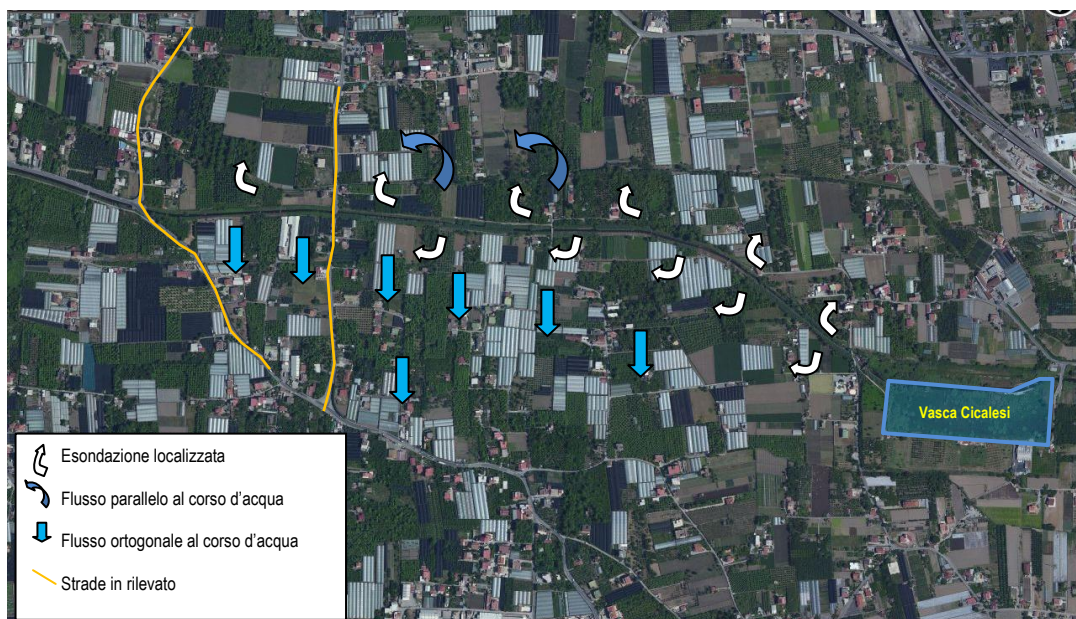 Vasca Cicalesi
Esondazione localizzata
Flusso parallelo al corso d'acqua
Flusso ortogonale al corso d'acqua
Strade in rilevato